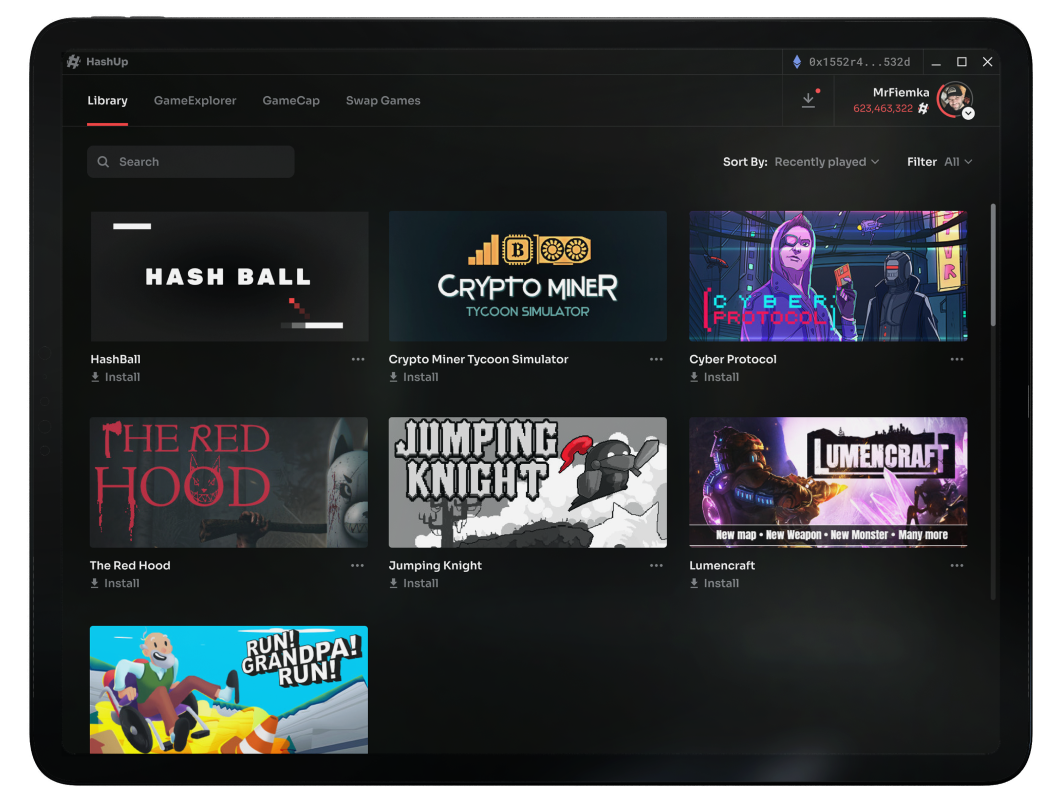 HashUp
0x1552r4...532d
Library
GameExplorer
GameCap
Swap Games
MrFiemka
623,463,322
Search
Sort By: Recently played
Filter All
HASH BALL
B
CRYPTO MINER
TYCOON SIMULATOR
CYBER
PROTOCOL
HashBall
Install
Crypto Miner Tycoon Simulator
Install
Cyber Protocol
Install
THE RED
HOOD
JUMPING
KNIGHT
LUMENCRAFT
New map • New Weapon • New Monster • Many more
The Red Hood
Install
Jumping Knight
Install
Lumencraft
Install
RUN!
GRANDPA!
RUN!